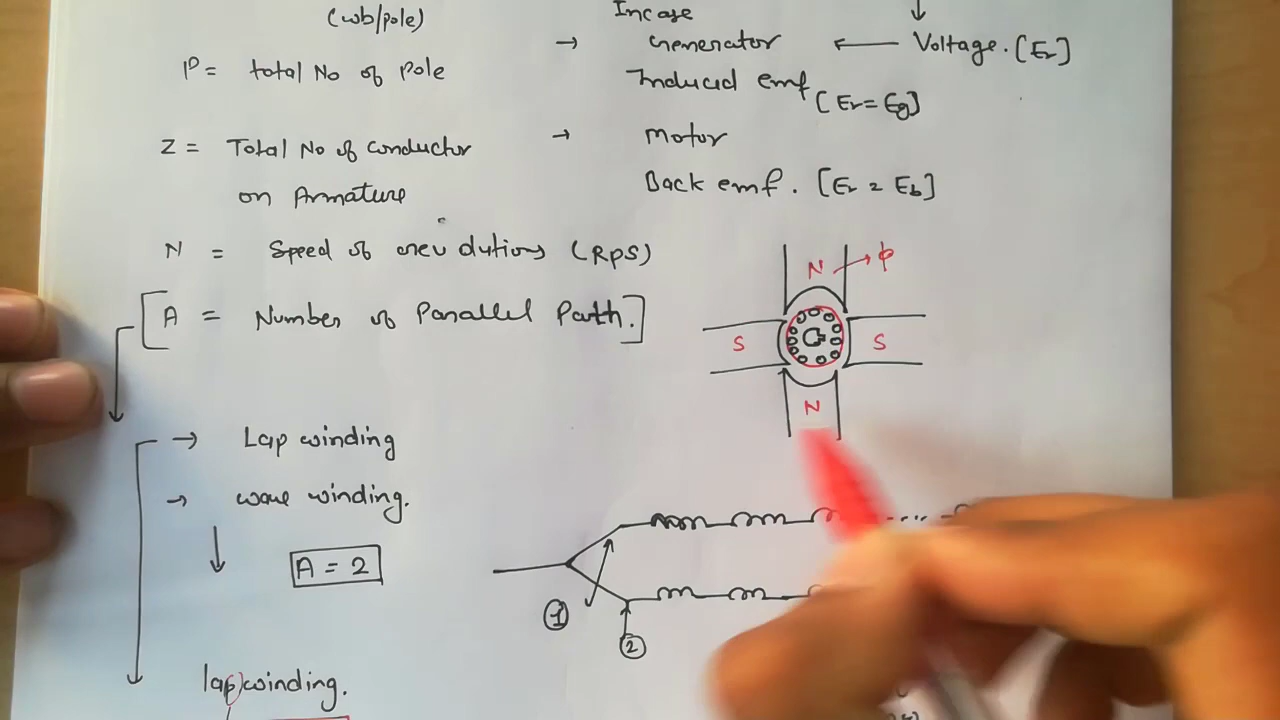 (wb/pole)
P = total No of pole
Z = Total No of conductor
on Armature
N = Speed of
(RPS)
[A = Number of Parallel Path.]
→ Lap winding
→ wave winding.
A = 2
lap winding.
Incase
→ Generator ← Voltage. [Er]
Induced emf
[Er = Eg]
→ Motor
Back emf. [Er = Eb]
N → ϕ
S S
N
1
2